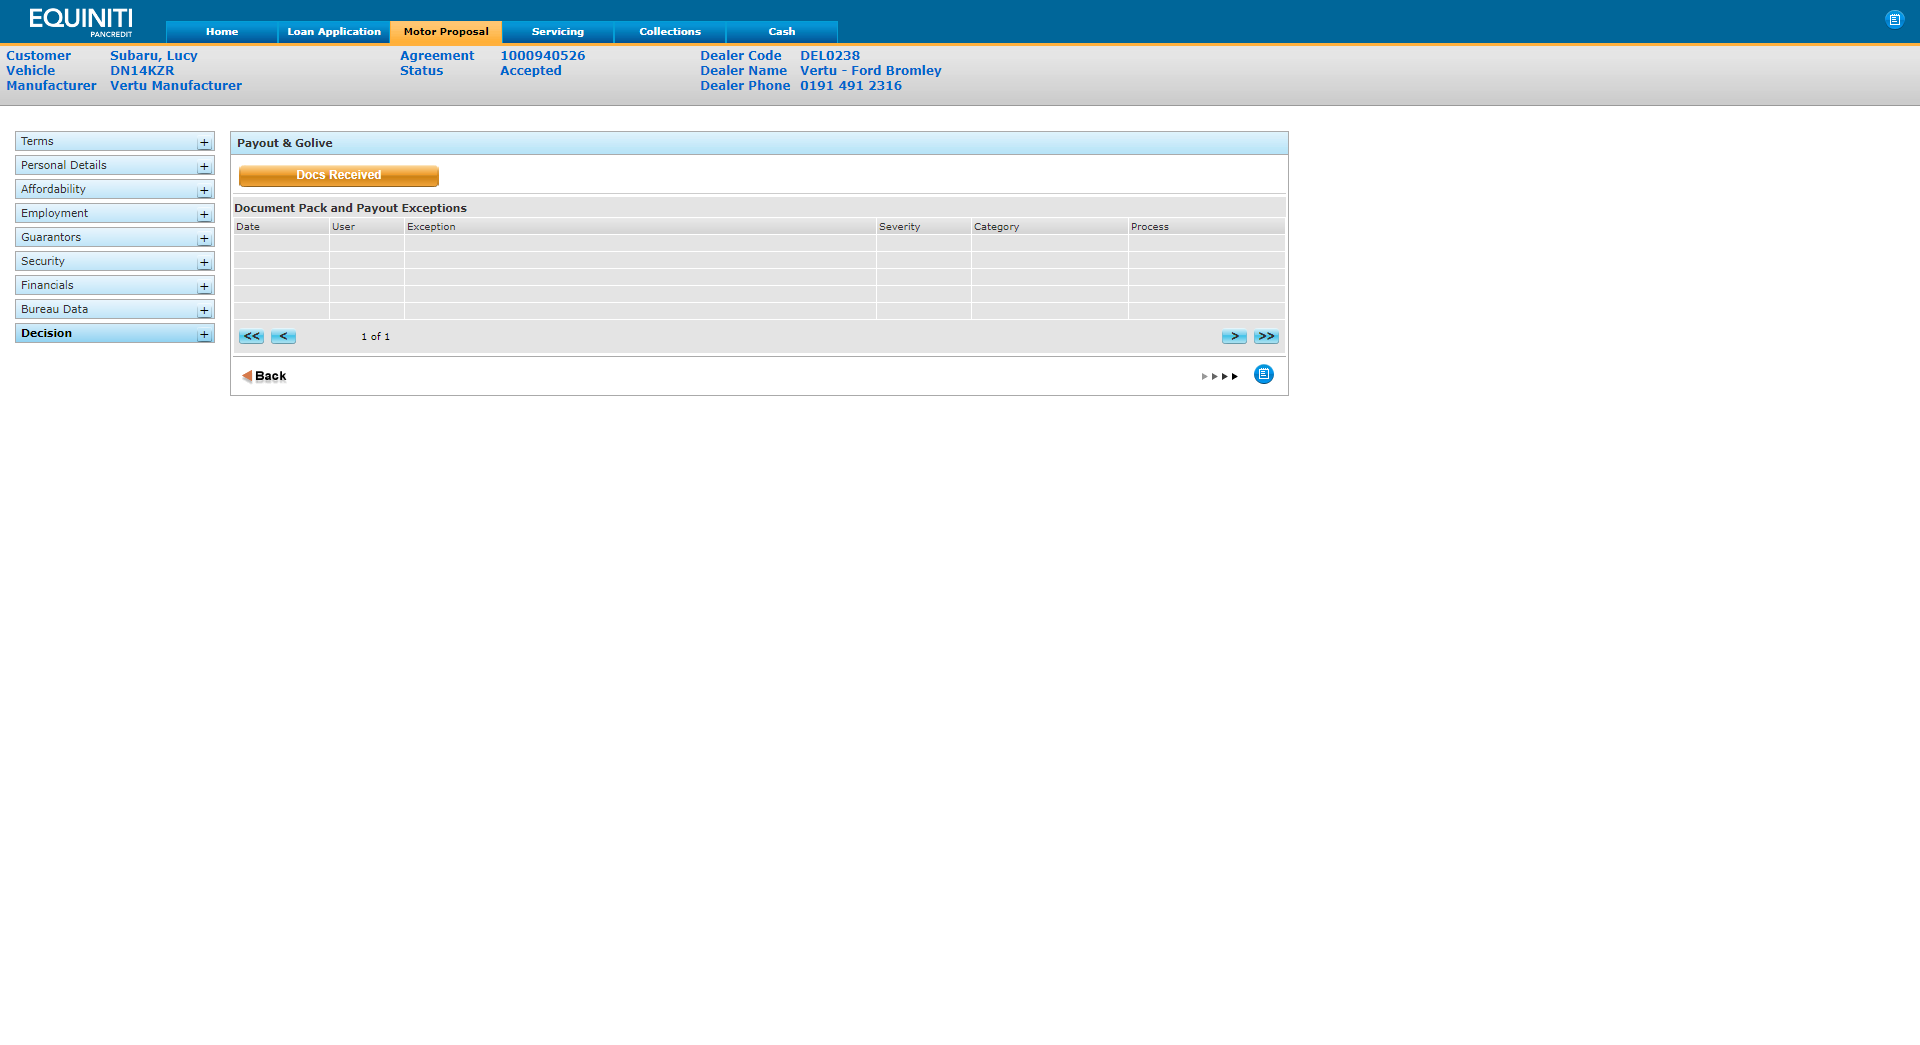 EQUINITI
PANCREDIT
Home Loan Application Motor Proposal Servicing Collections Cash
Customer Subaru, Lucy Agreement 1000940526 Dealer Code DEL0238
Vehicle DN14KZR Status Accepted Dealer Name Vertu - Ford Bromley
Manufacturer Vertu Manufacturer Dealer Phone 0191 491 2316
Terms +
Personal Details +
Affordability +
Employment +
Guarantors +
Security +
Financials +
Bureau Data +
Decision +
Payout & Golive
Docs Received
Document Pack and Payout Exceptions
Date User Exception Severity Category Process
<< < 1 of 1 > >>
Back